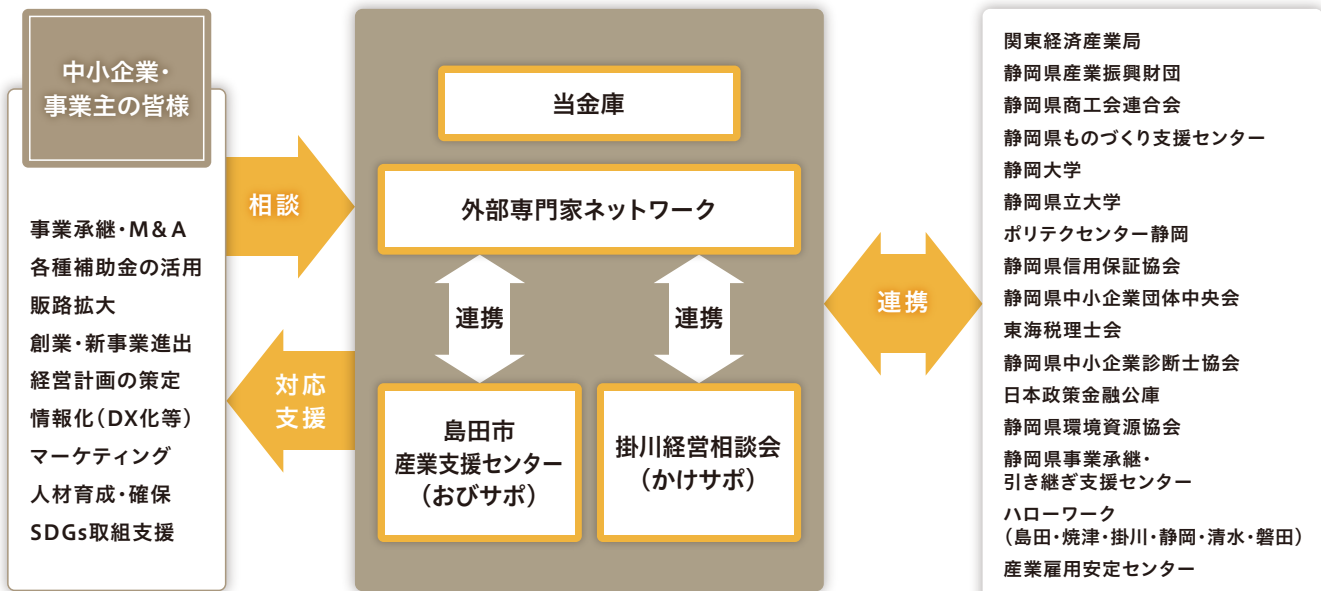 中小企業・
事業主の皆様
事業承継・M&A
各種補助金の活用
販路拡大
創業・新事業進出
経営計画の策定
情報化(DX化等)
マーケティング
人材育成・確保
SDGs取組支援
相談
対応
支援
当金庫
外部専門家ネットワーク
連携
連携
島田市
産業支援センター
(おびサポ)
掛川経営相談会
(かけサポ)
連携
関東経済産業局
静岡県産業振興財団
静岡県商工会連合会
静岡県ものづくり支援センター
静岡大学
静岡県立大学
ポリテクセンター静岡
静岡県信用保証協会
静岡県中小企業団体中央会
東海税理士会
静岡県中小企業診断士協会
日本政策金融公庫
静岡県環境資源協会
静岡県事業承継・
引き継ぎ支援センター
ハローワーク
(島田・焼津・掛川・静岡・清水・磐田)
産業雇用安定センター